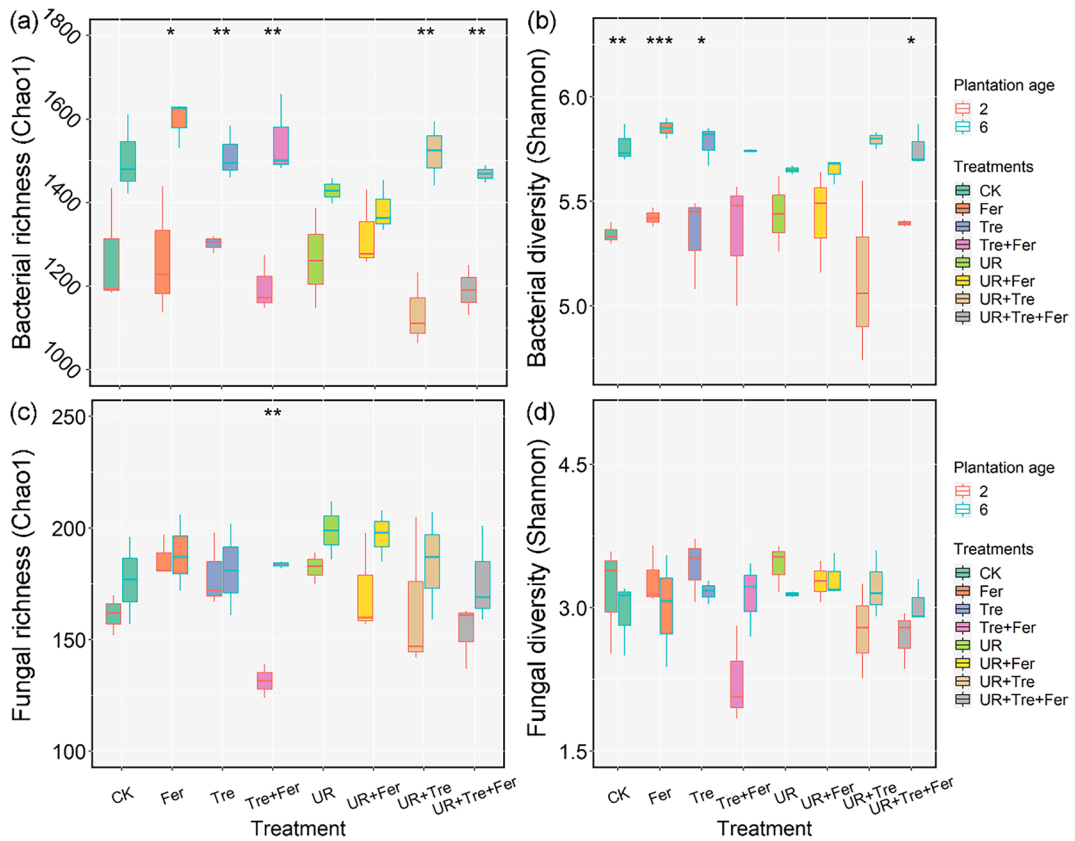 (a)
Bacterial richness (Chao1)
1800
1600
1400
1200
1000
* ** ** ** **
(b)
Bacterial diversity (Shannon)
6.0
5.5
5.0
** *** * *
Plantation age
2
6
Treatments
CK
Fer
Tre
Tre+Fer
UR
UR+Fer
UR+Tre
UR+Tre+Fer
(c)
Fungal richness (Chao1)
250
200
150
100
**
CK Fer Tre Tre+Fer UR UR+Fer UR+Tre UR+Tre+Fer
Treatment
(d)
Fungal diversity (Shannon)
4.5
3.0
1.5
CK Fer Tre Tre+Fer UR UR+Fer UR+Tre UR+Tre+Fer
Treatment
Plantation age
2
6
Treatments
CK
Fer
Tre
Tre+Fer
UR
UR+Fer
UR+Tre
UR+Tre+Fer